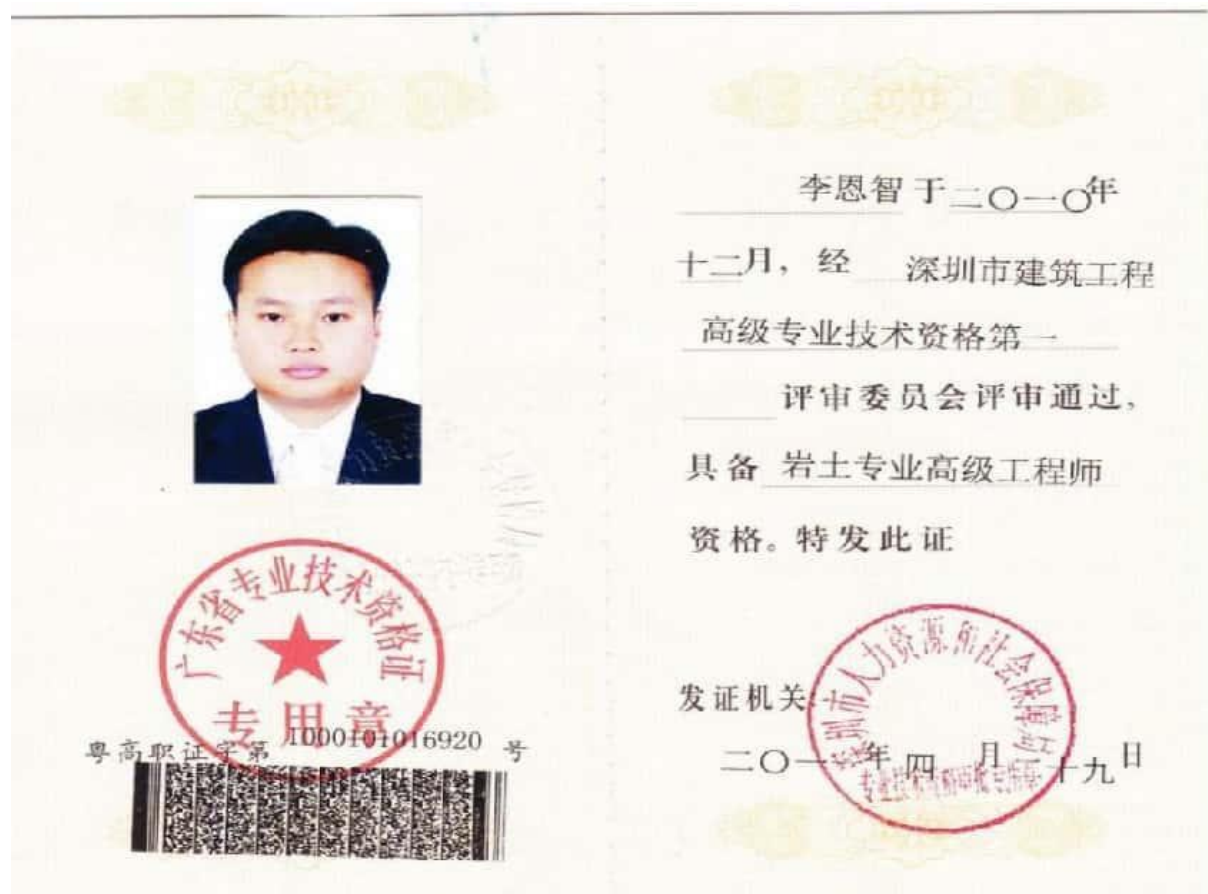 广东省专业技术资格证
专用章
粤高职证字第 1000101016920 号
李恩智于二〇一〇年
十二月，经 深圳市建筑工程
高级专业技术资格第一
评审委员会评审通过，
具备 岩土专业高级工程师
资格。特发此证
深圳市人力资源和社会保障局
发证机关：
二〇一 年 四 月 十九日